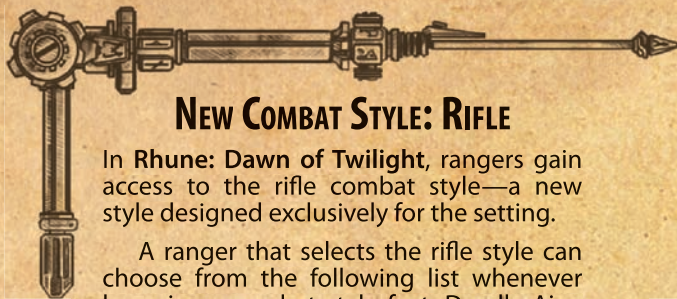 New Combat Style: Rifle
In Rhune: Dawn of Twilight, rangers gain
access to the rifle combat style—a new
style designed exclusively for the setting.
A ranger that selects the rifle style can
choose from the following list whenever